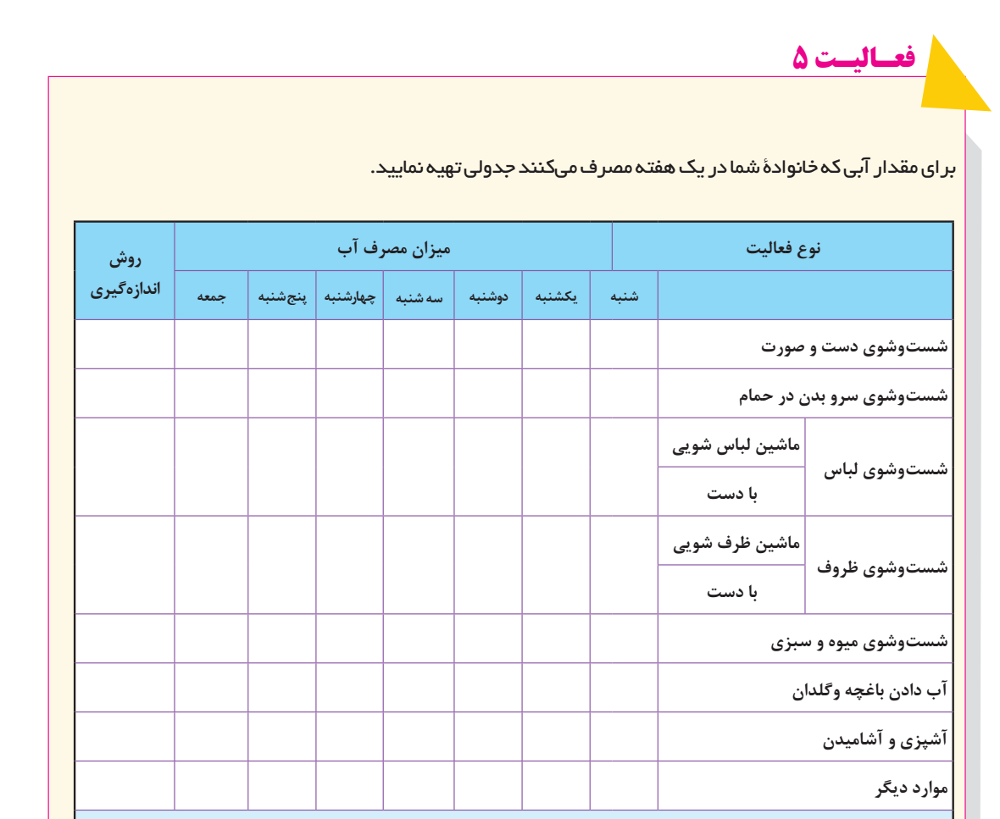 فعـالیـت ۵
برای مقدار آبی که خانوادهٔ شما در یک هفته مصرف می‌کنند جدولی تهیه نمایید.
نوع فعالیت میزان مصرف آب روش اندازه‌گیری
شنبه یکشنبه دوشنبه سه شنبه چهارشنبه پنج‌شنبه جمعه
شست‌وشوی دست و صورت
شست‌وشوی سرو بدن در حمام
شست‌وشوی لباس
ماشین لباس شویی
با دست
شست‌وشوی ظروف
ماشین ظرف شویی
با دست
شست‌وشوی میوه و سبزی
آب دادن باغچه وگلدان
آشپزی و آشامیدن
موارد دیگر